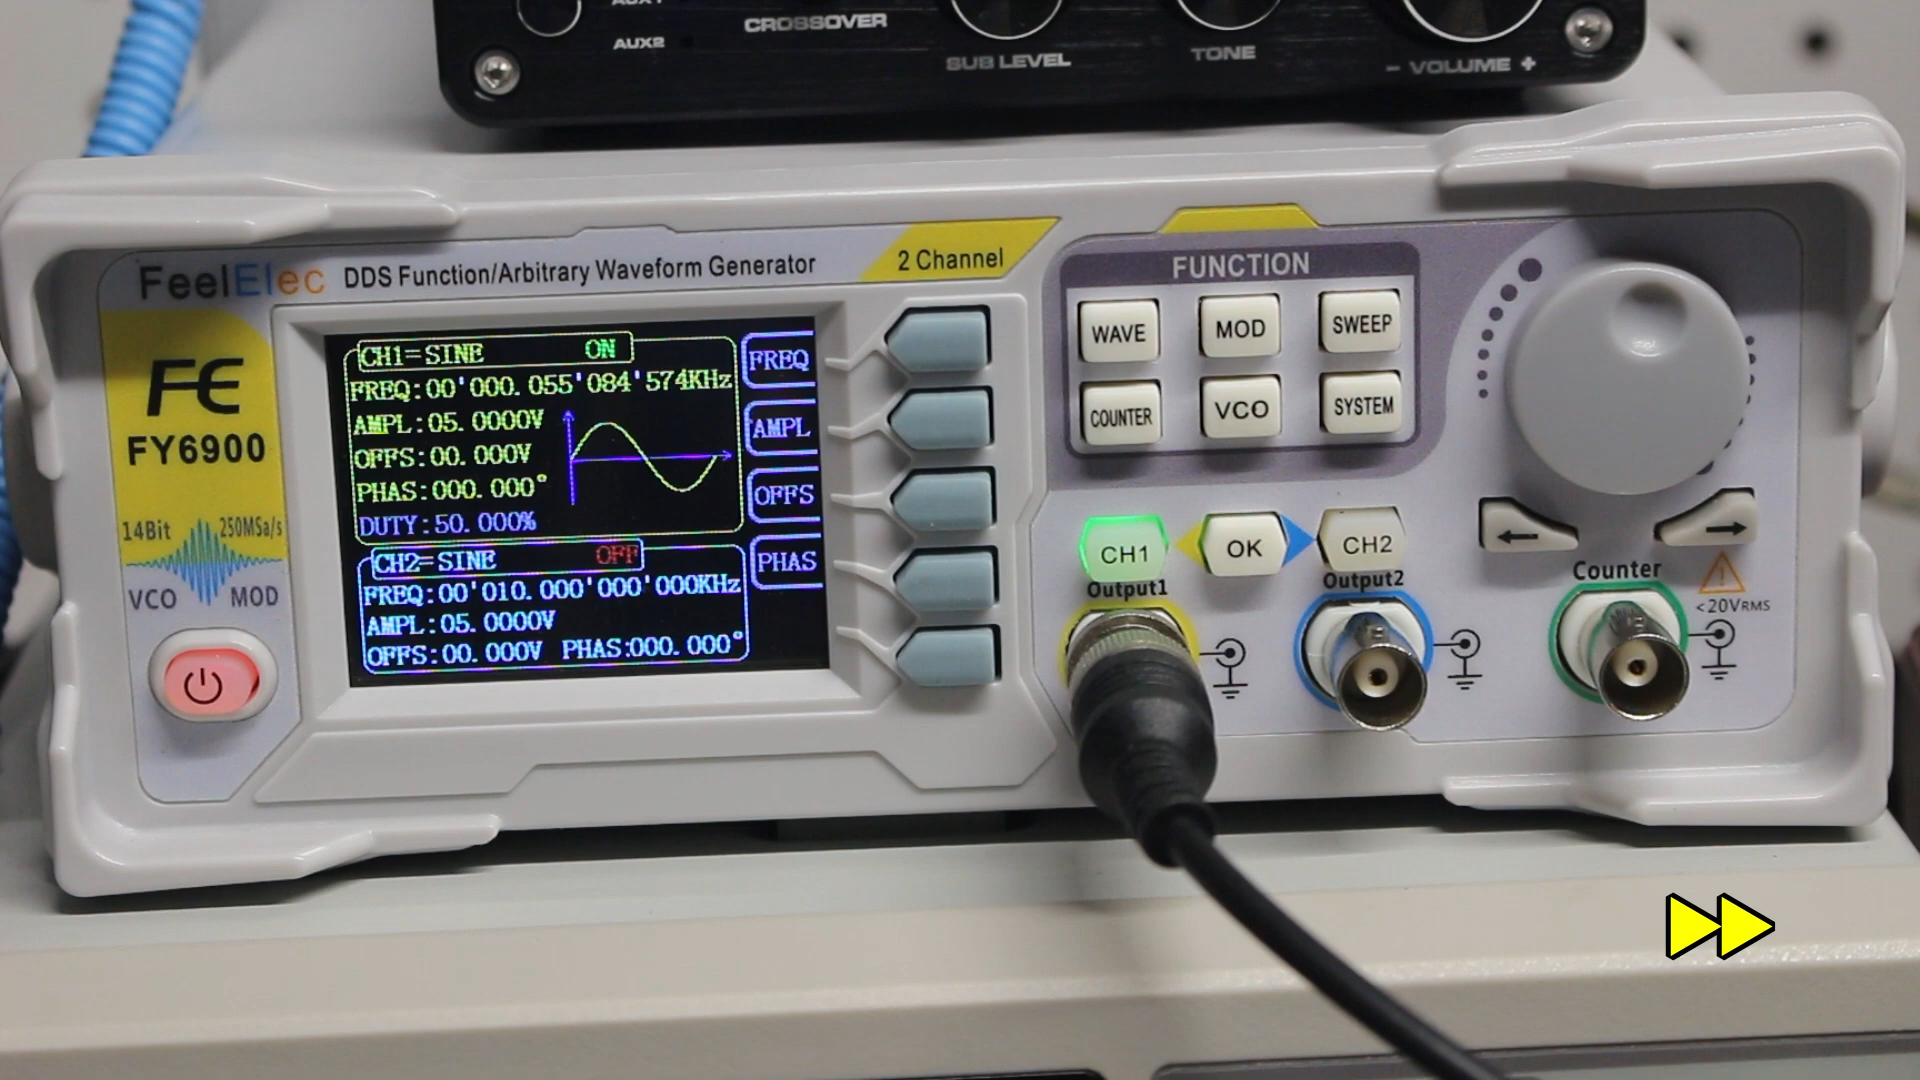 AUX2
CROSSOVER
SUB LEVEL
TONE
- VOLUME +
FeelElec
DDS Function/Arbitrary Waveform Generator
2 Channel
FE
FY6900
14Bit
250MSa/s
VCO
MOD
CH1=SINE ON
FREQ:00'000.055'084'574KHz
AMPL:05.0000V
OFFS:00.000V
PHAS:000.000°
DUTY:50.000%
CH2=SINE OFF
FREQ:00'010.000'000'000KHz
AMPL:05.0000V
OFFS:00.000V PHAS:000.000°
FREQ
AMPL
OFFS
PHAS
FUNCTION
WAVE
MOD
SWEEP
COUNTER
VCO
SYSTEM
CH1
OK
CH2
Output1
Output2
Counter
<20VRMS